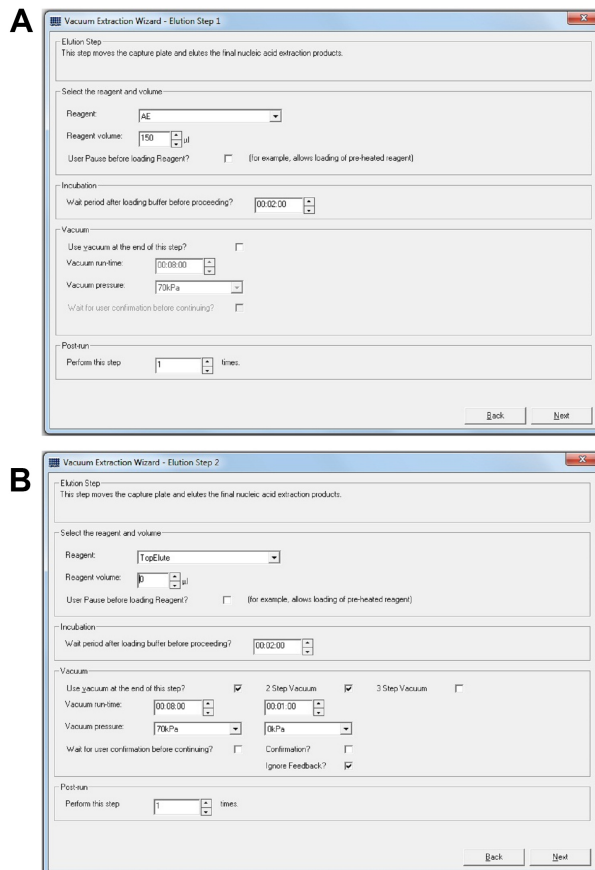 A
Vacuum Extraction Wizard - Elution Step 1
Elution Step
This step moves the capture plate and elutes the final nucleic acid extraction products.
Select the reagent and volume
Reagent: AE
Reagent volume: 150 µl
User Pause before loading Reagent? (for example, allows loading of pre-heated reagent)
Incubation
Wait period after loading buffer before proceeding? 00:02:00
Vacuum
Use vacuum at the end of this step?
Vacuum run-time: 00:08:00
Vacuum pressure: 70kPa
Wait for user confirmation before continuing?
Post-run
Perform this step 1 times.
Back Next
B
Vacuum Extraction Wizard - Elution Step 2
Elution Step
This step moves the capture plate and elutes the final nucleic acid extraction products.
Select the reagent and volume
Reagent: TopElute
Reagent volume: 0 µl
User Pause before loading Reagent? (for example, allows loading of pre-heated reagent)
Incubation
Wait period after loading buffer before proceeding? 00:02:00
Vacuum
Use vacuum at the end of this step? 2 Step Vacuum 3 Step Vacuum
Vacuum run-time: 00:08:00 00:01:00
Vacuum pressure: 70kPa 0kPa
Wait for user confirmation before continuing? Confirmation?
Ignore Feedback?
Post-run
Perform this step 1 times.
Back Next